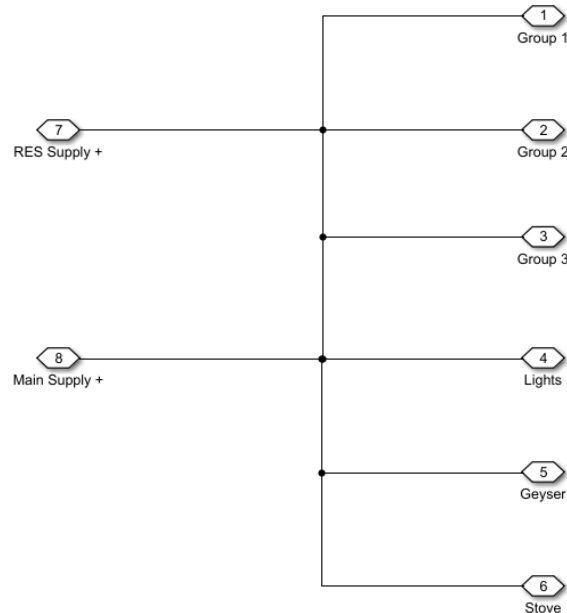 1
Group 1
7
RES Supply +
2
Group 2
3
Group 3
8
Main Supply +
4
Lights
5
Geyser
6
Stove